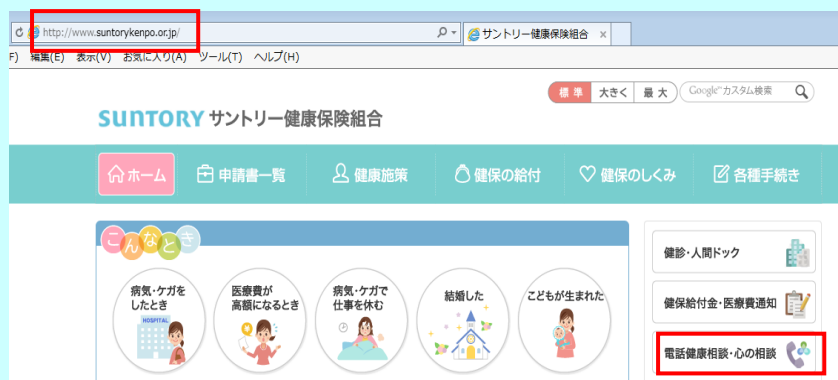 http://www.suntorykenpo.or.jp/
サントリー健康保険組合 ×
F) 編集(E) 表示(V) お気に入り(A) ツール(T) ヘルプ(H)
標準 大きく 最大 Google カスタム検索
SUNTORY サントリー健康保険組合
ホーム 申請書一覧 健康施策 健保の給付 健保のしくみ 各種手続き
こんなとき
病気・ケガを
したとき
HOSPITAL
医療費が
高額になるとき
病気・ケガで
仕事を休む
結婚した
こどもが生まれた
健診・人間ドック
健保給付金・医療費通知
電話健康相談・心の相談